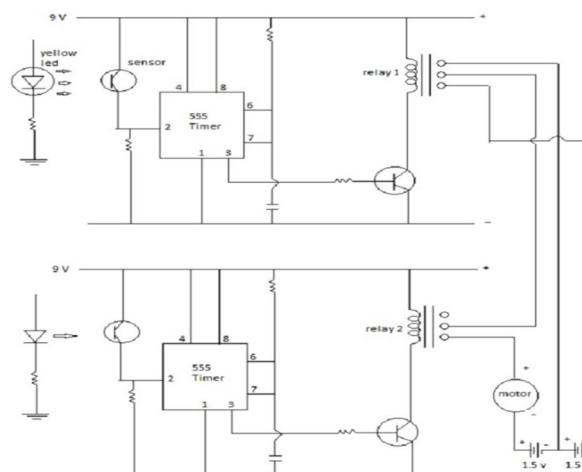 9 V
+
yellow
led
sensor
4
8
relay 1
555
Timer
6
2
7
1
3
−
9 V
+
4
8
relay 2
555
Timer
6
2
7
1
3
+
motor
−
+
−
+
1.5 v
1.5